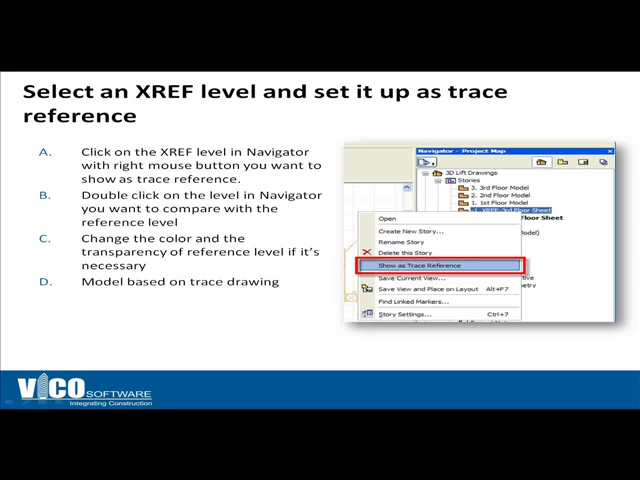 Select an XREF level and set it up as trace
reference
A. Click on the XREF level in Navigator
with right mouse button you want to
show as trace reference.
B. Double click on the level in Navigator
you want to compare with the
reference level
C. Change the color and the
transparency of reference level if it's
necessary
D. Model based on trace drawing
Navigator - Project Map
3D Lift Drawings
Stories
3. 3rd Floor Model
2. 2nd Floor Model
1. 1st Floor Model
XREF 3rd Floor Sheet
Floor Sheet
Open
Create New Story...
Rename Story
Delete this Story
Show as Trace Reference
Save Current View...
Save View and Place on Layout Alt+F7
Find Linked Markers...
Story Settings... Ctrl+7
VICO SOFTWARE
Integrating Construction